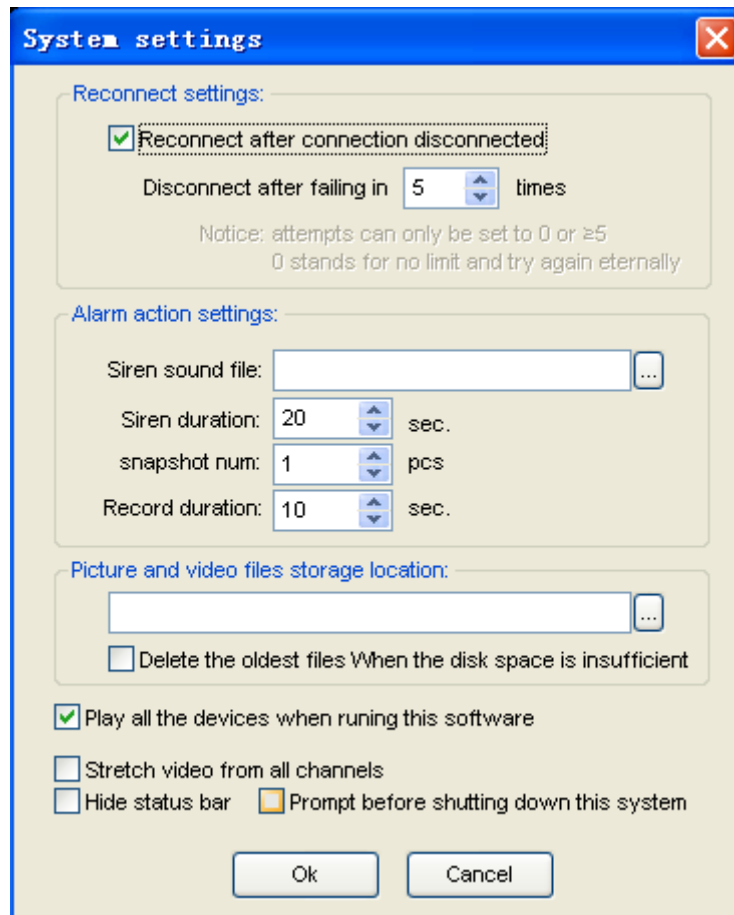 System settings
Reconnect settings:
Reconnect after connection disconnected
Disconnect after failing in 5 times
Notice: attempts can only be set to 0 or ≥5
0 stands for no limit and try again eternally
Alarm action settings:
Siren sound file: ...
Siren duration: 20 sec.
snapshot num: 1 pcs
Record duration: 10 sec.
Picture and video files storage location:
...
Delete the oldest files When the disk space is insufficient
Play all the devices when runing this software
Stretch video from all channels
Hide status bar Prompt before shutting down this system
Ok Cancel